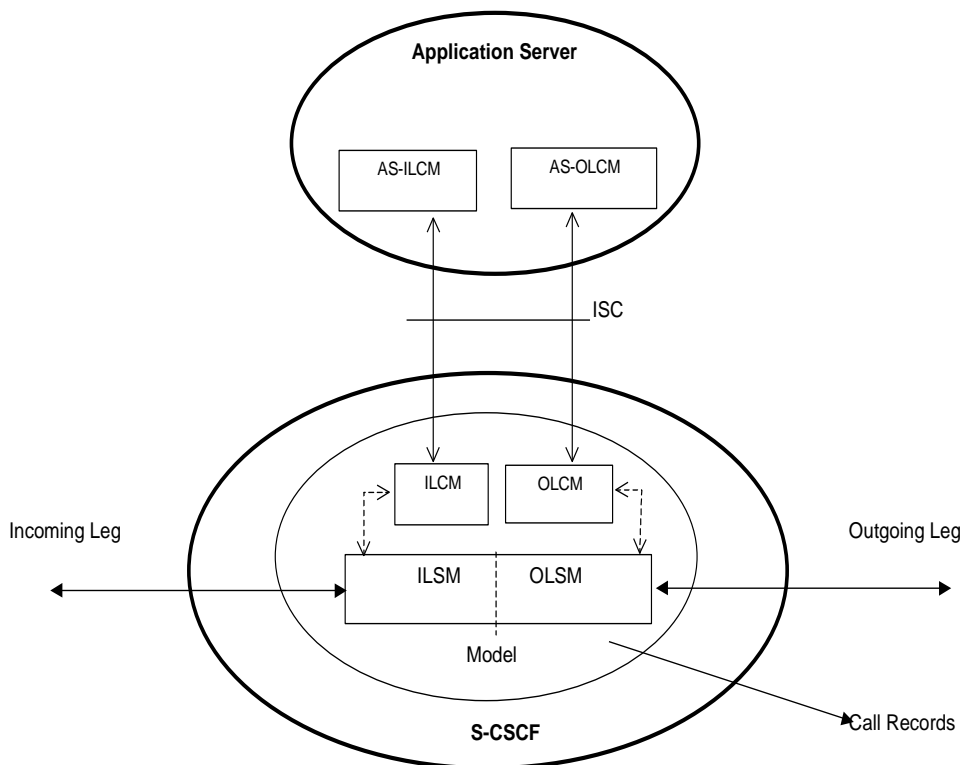 Application Server
AS-ILCM
AS-OLCM
ISC
ILCM
OLCM
Incoming Leg
Outgoing Leg
ILSM
OLSM
Model
S-CSCF
Call Records